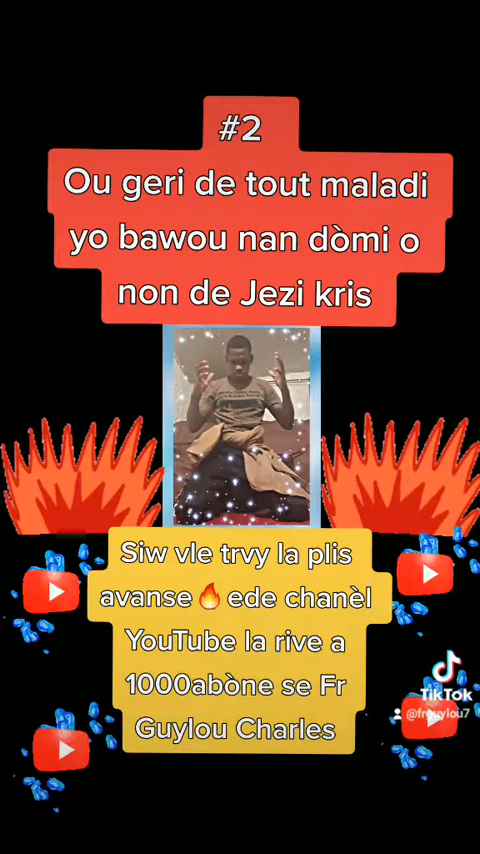 #2
Ou geri de tout maladi
yo bawou nan dòmi o
non de Jezi kris
Siw vle trvy la plis
avanse🔥ede chanèl
YouTube la rive a
1000abòne se Fr
Guylou Charles
TikTok
@frguylou7